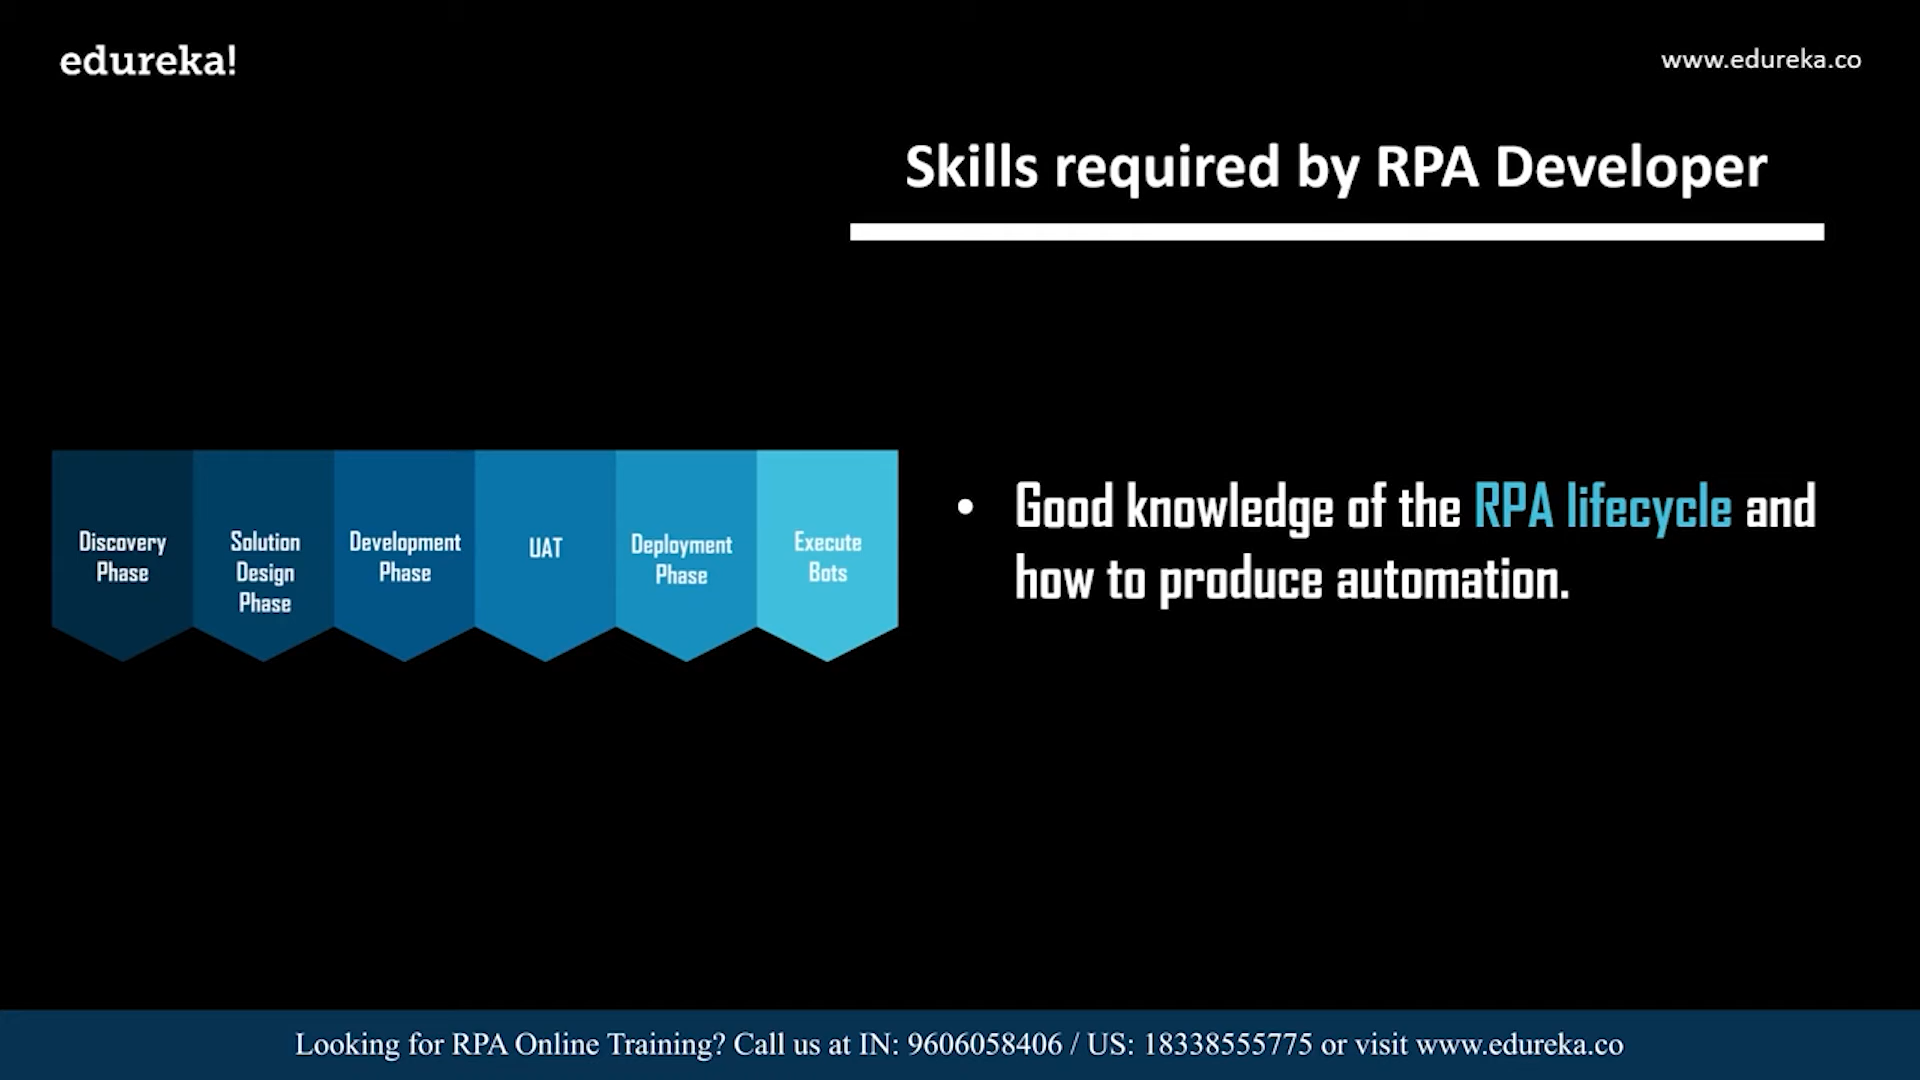 edureka!
www.edureka.co
Skills required by RPA Developer
Discovery
Phase
Solution
Design
Phase
Development
Phase
UAT
Deployment
Phase
Execute
Bots
• Good knowledge of the RPA lifecycle and
how to produce automation.
Looking for RPA Online Training? Call us at IN: 9606058406 / US: 18338555775 or visit www.edureka.co